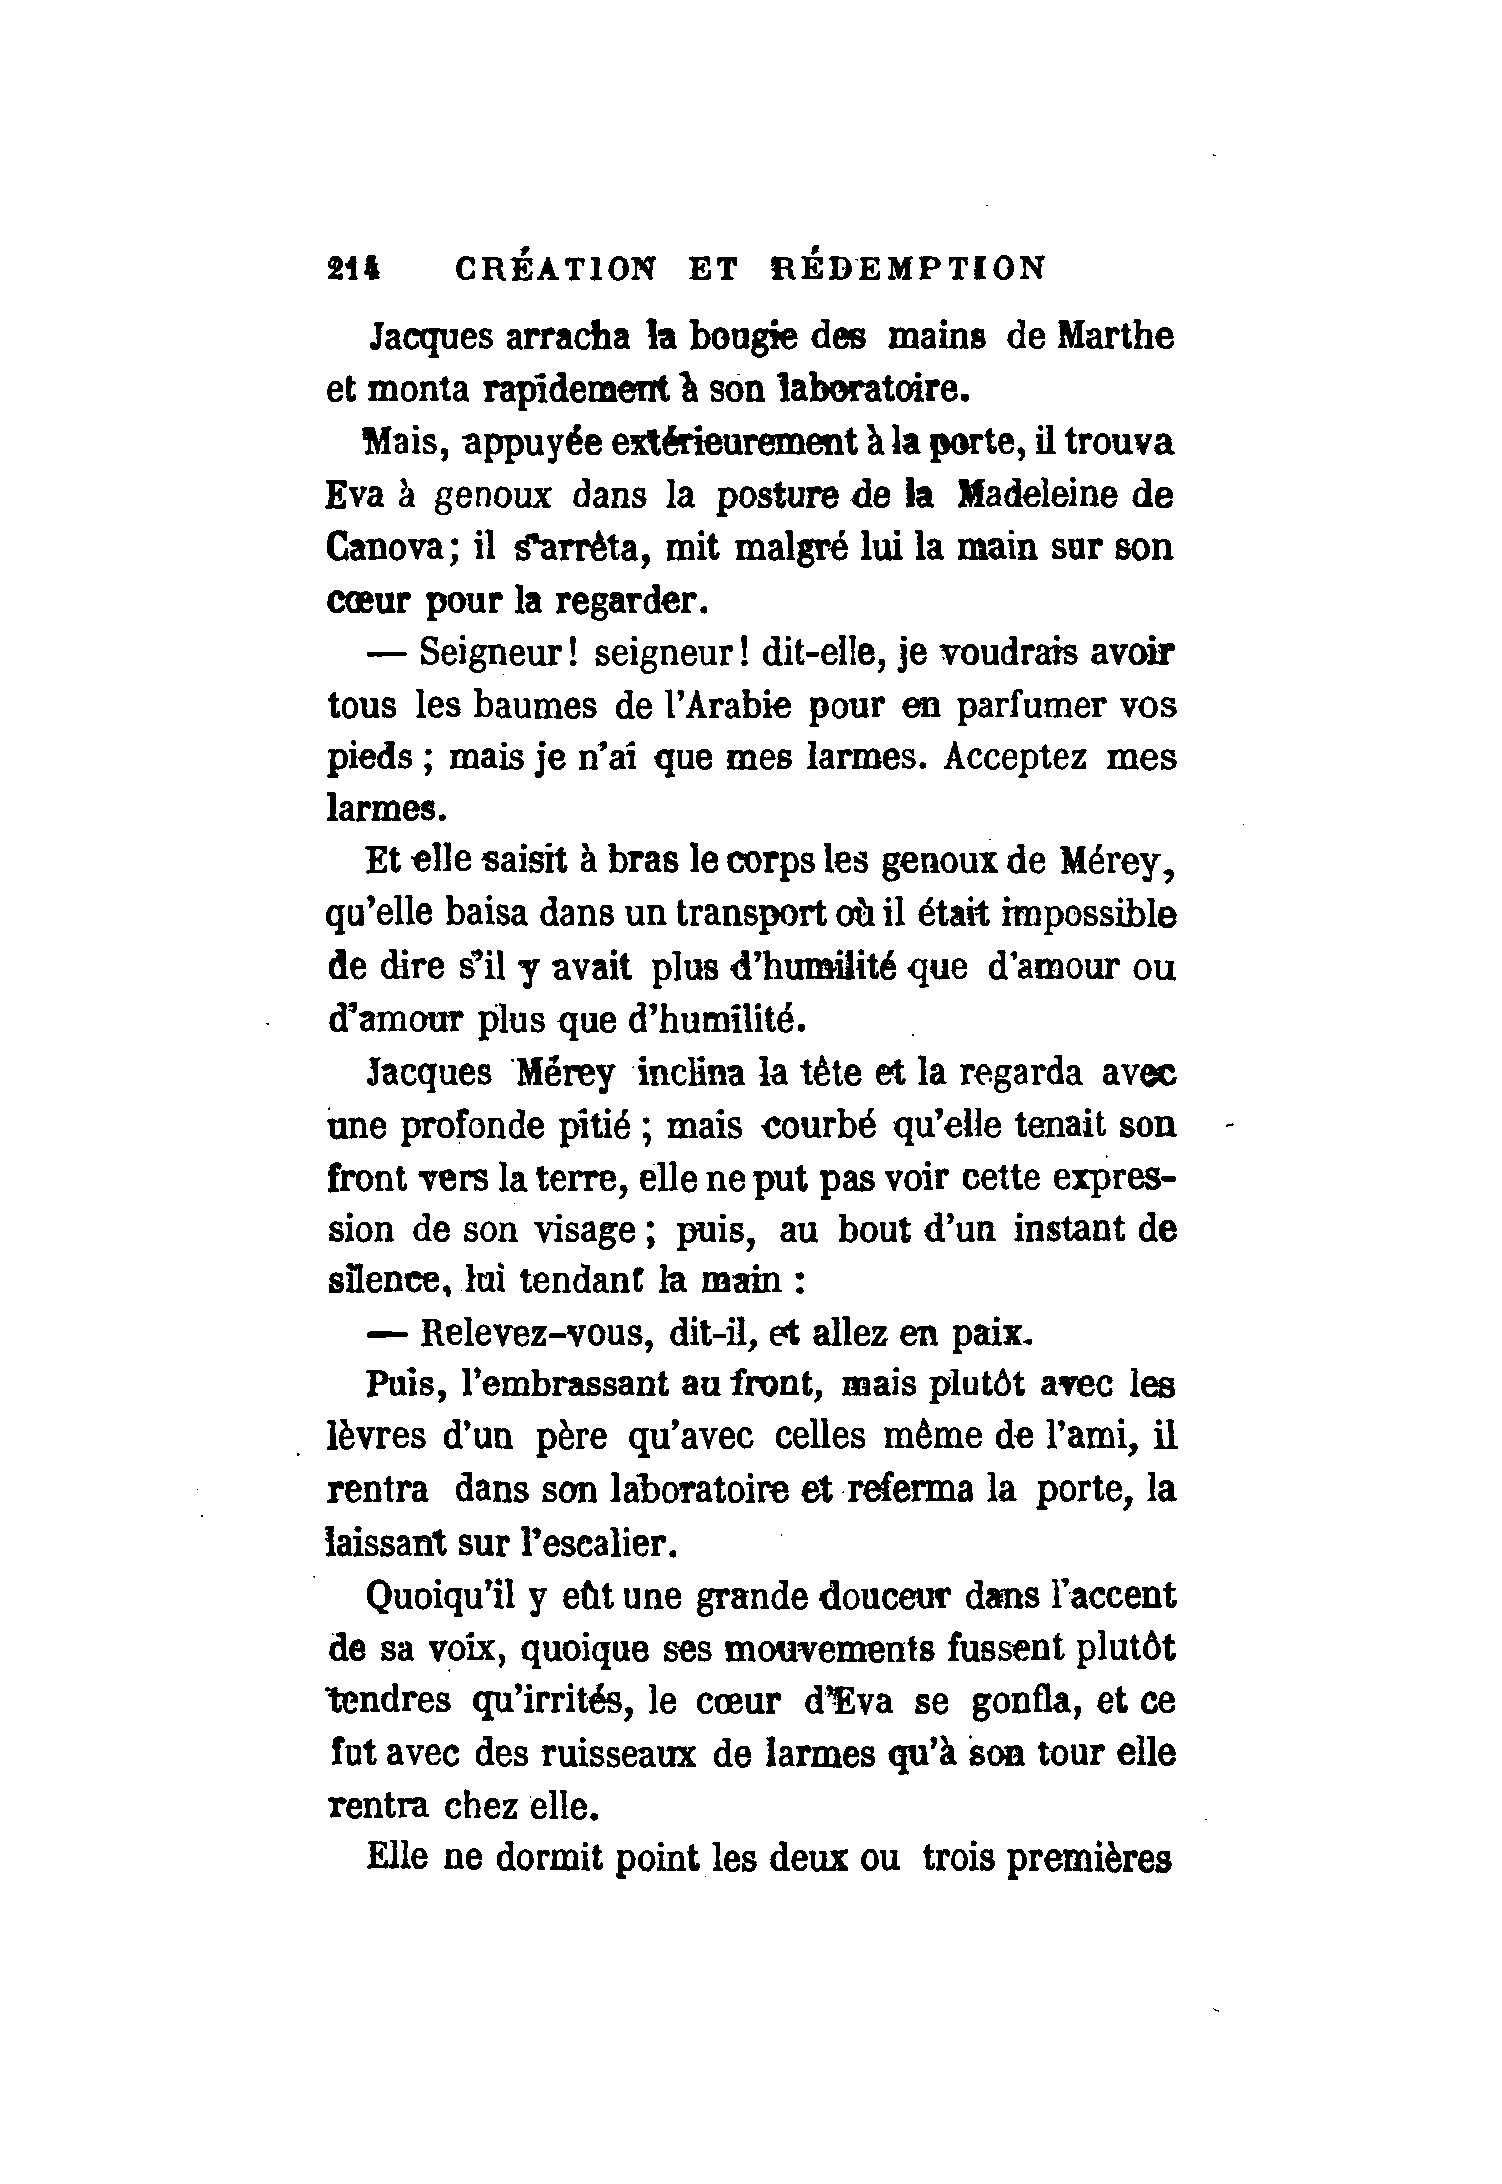 214 CRÉATION ET RÉDEMPTION
Jacques arracha la bougie des mains de Marthe
et monta rapidement à son laboratoire.
Mais, appuyée extérieurement à la porte, il trouva
Eva à genoux dans la posture de la Madeleine de
Canova; il s'arrêta, mit malgré lui la main sur son
cœur pour la regarder.
— Seigneur! seigneur! dit-elle, je voudrais avoir
tous les baumes de l'Arabie pour en parfumer vos
pieds ; mais je n'ai que mes larmes. Acceptez mes
larmes.
Et elle saisit à bras le corps les genoux de Mérey,
qu'elle baisa dans un transport où il était impossible
de dire s'il y avait plus d'humilité que d'amour ou
d'amour plus que d'humilité.
Jacques Mérey inclina la tête et la regarda avec
une profonde pitié ; mais courbé qu'elle tenait son
front vers la terre, elle ne put pas voir cette expres-
sion de son visage ; puis, au bout d'un instant de
silence, lui tendant la main :
— Relevez-vous, dit-il, et allez en paix.
Puis, l'embrassant au front, mais plutôt avec les
lèvres d'un père qu'avec celles même de l'ami, il
rentra dans son laboratoire et referma la porte, la
laissant sur l'escalier.
Quoiqu'il y eût une grande douceur dans l'accent
de sa voix, quoique ses mouvements fussent plutôt
tendres qu'irrités, le cœur d'Eva se gonfla, et ce
fut avec des ruisseaux de larmes qu'à son tour elle
rentra chez elle.
Elle ne dormit point les deux ou trois premières